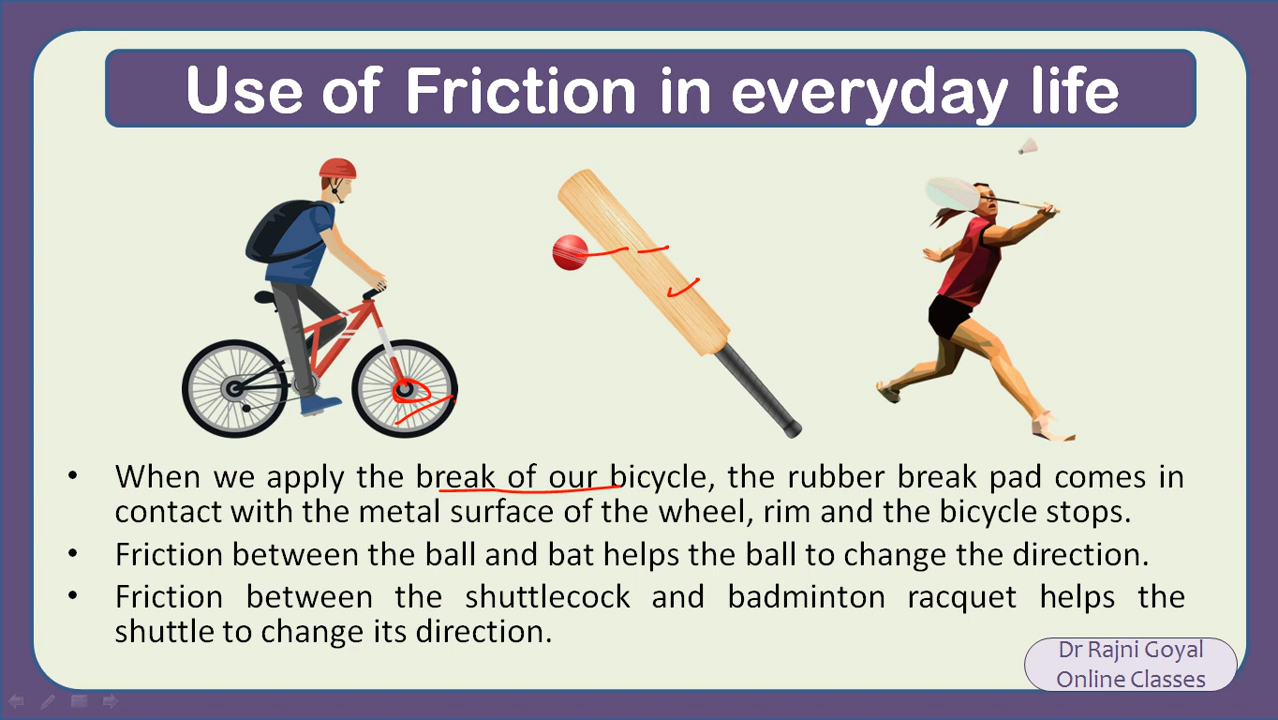 Use of Friction in everyday life
• When we apply the break of our bicycle, the rubber break pad comes in
contact with the metal surface of the wheel, rim and the bicycle stops.
• Friction between the ball and bat helps the ball to change the direction.
• Friction between the shuttlecock and badminton racquet helps the
shuttle to change its direction.
Dr Rajni Goyal
Online Classes